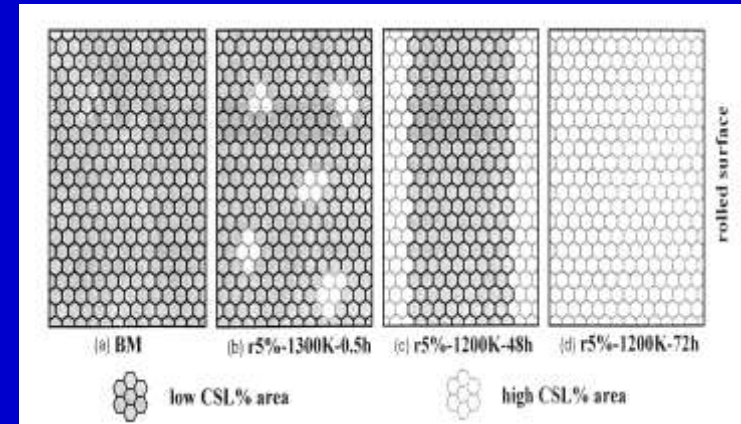 rolled surface
(a) BM
(b) r5%-1300K-0.5h
(c) r5%-1200K-48h
(d) r5%-1200K-72h
low CSL% area
high CSL% area